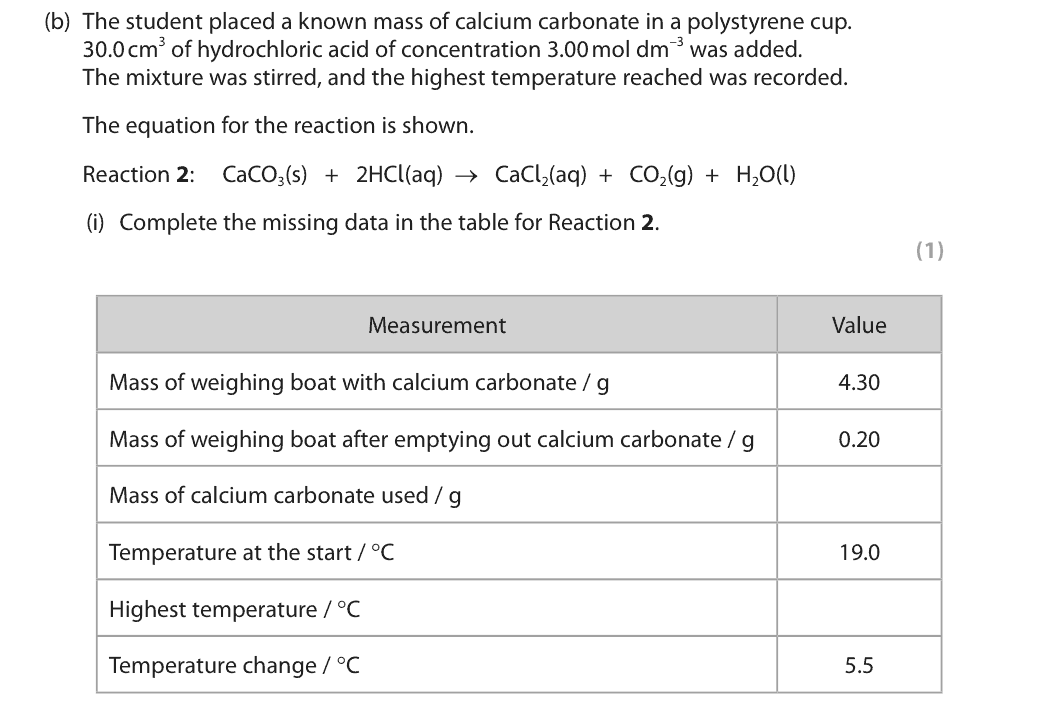 (b) The student placed a known mass of calcium carbonate in a polystyrene cup.
30.0 cm³ of hydrochloric acid of concentration 3.00 mol dm⁻³ was added.
The mixture was stirred, and the highest temperature reached was recorded.
The equation for the reaction is shown.
Reaction 2: CaCO₃(s) + 2HCl(aq) → CaCl₂(aq) + CO₂(g) + H₂O(l)
(i) Complete the missing data in the table for Reaction 2.
(1)
Measurement Value
Mass of weighing boat with calcium carbonate / g 4.30
Mass of weighing boat after emptying out calcium carbonate / g 0.20
Mass of calcium carbonate used / g
Temperature at the start / °C 19.0
Highest temperature / °C
Temperature change / °C 5.5